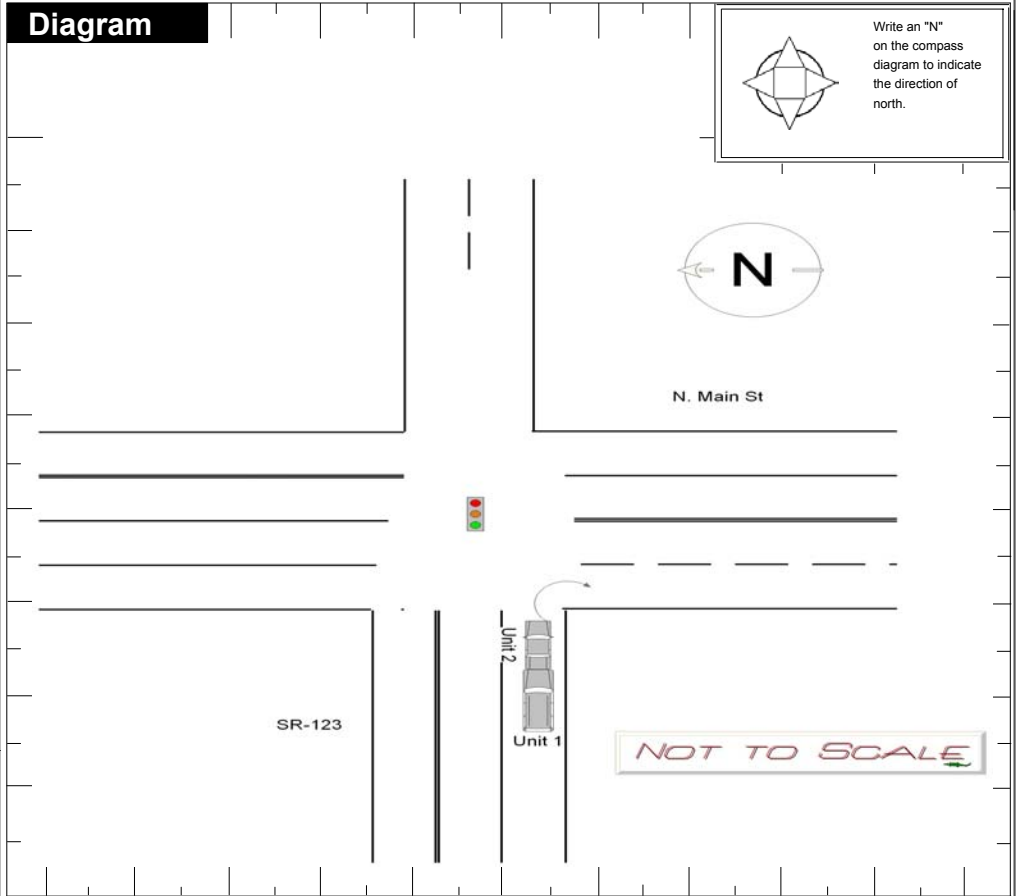 Diagram
Write an "N"
on the compass
diagram to indicate
the direction of
north.
N
N. Main St
Unit 2
SR-123
Unit 1
NOT TO SCALE